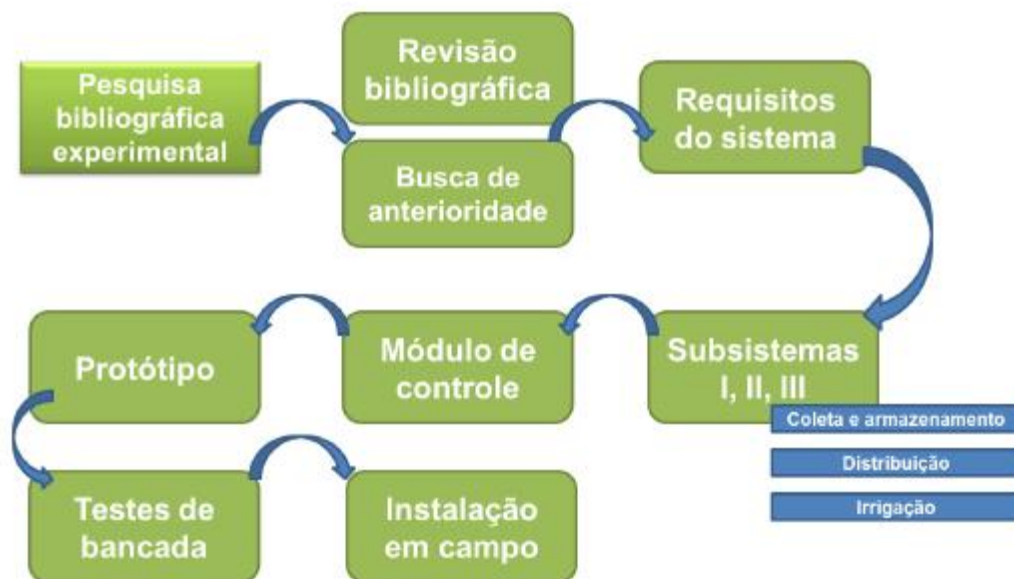 Pesquisa
bibliográfica
experimental
Revisão
bibliográfica
Busca de
anterioridade
Requisitos
do sistema
Subsistemas
I, II, III
Coleta e armazenamento
Distribuição
Irrigação
Módulo de
controle
Protótipo
Testes de
bancada
Instalação
em campo